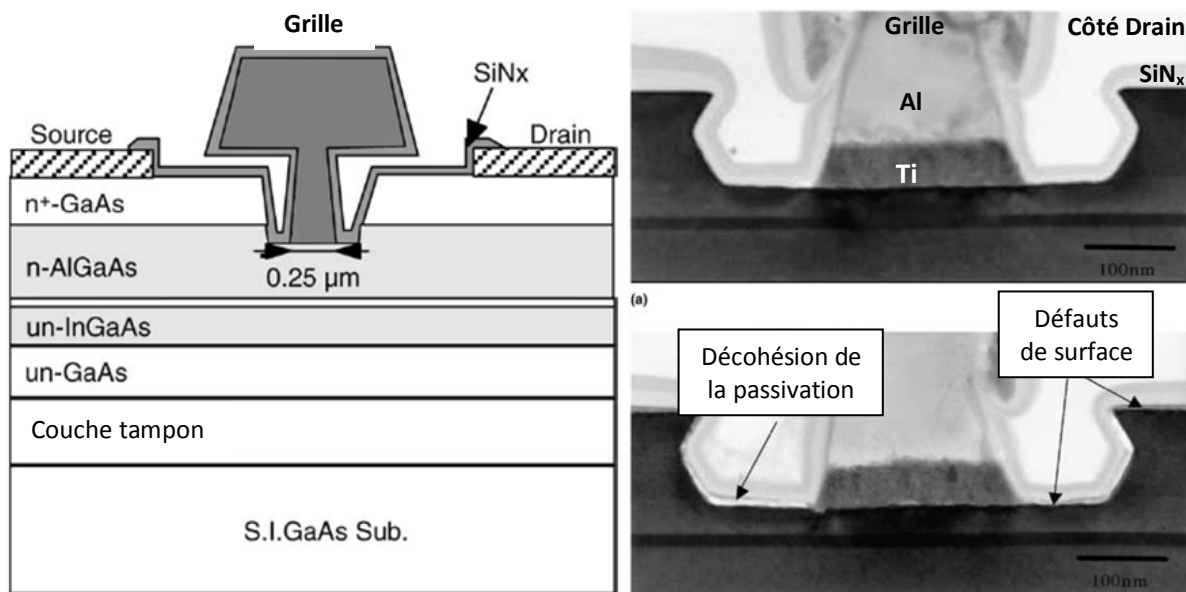 Grille
SiNx
Source
Drain
n⁺-GaAs
n-AlGaAs
0.25 µm
un-InGaAs
un-GaAs
Couche tampon
S.I.GaAs Sub.
Grille
Côté Drain
SiNₓ
Al
Ti
100nm
(a)
Décohésion de
la passivation
Défauts
de surface
100nm